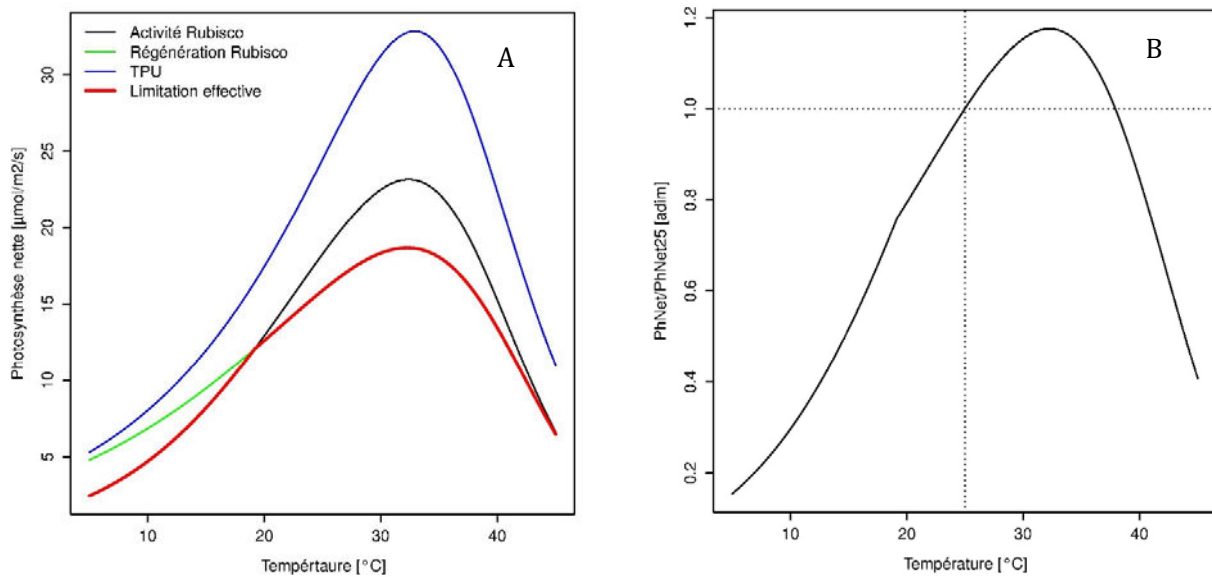 Activité Rubisco
Régénération Rubisco
TPU
Limitation effective
A
Photosynthèse nette [µmol/m2/s]
30
25
20
15
10
5
10
20
30
40
Tempértaure [°C]
B
PhNet/PhNet25 [adim]
1.2
1.0
0.8
0.6
0.4
0.2
10
20
30
40
Température [°C]